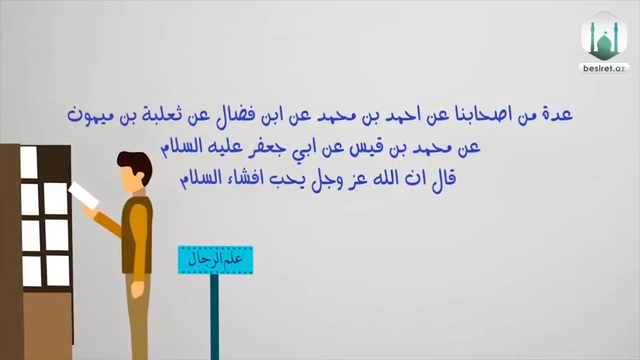 besiret.az
عدة من اصحابنا عن احمد بن محمد عن ابن فضال عن ثعلبة بن ميمون
عن محمد بن قيس عن ابي جعفر عليه السلام
قال ان الله عز وجل يحب افشاء السلام
علم الرجال